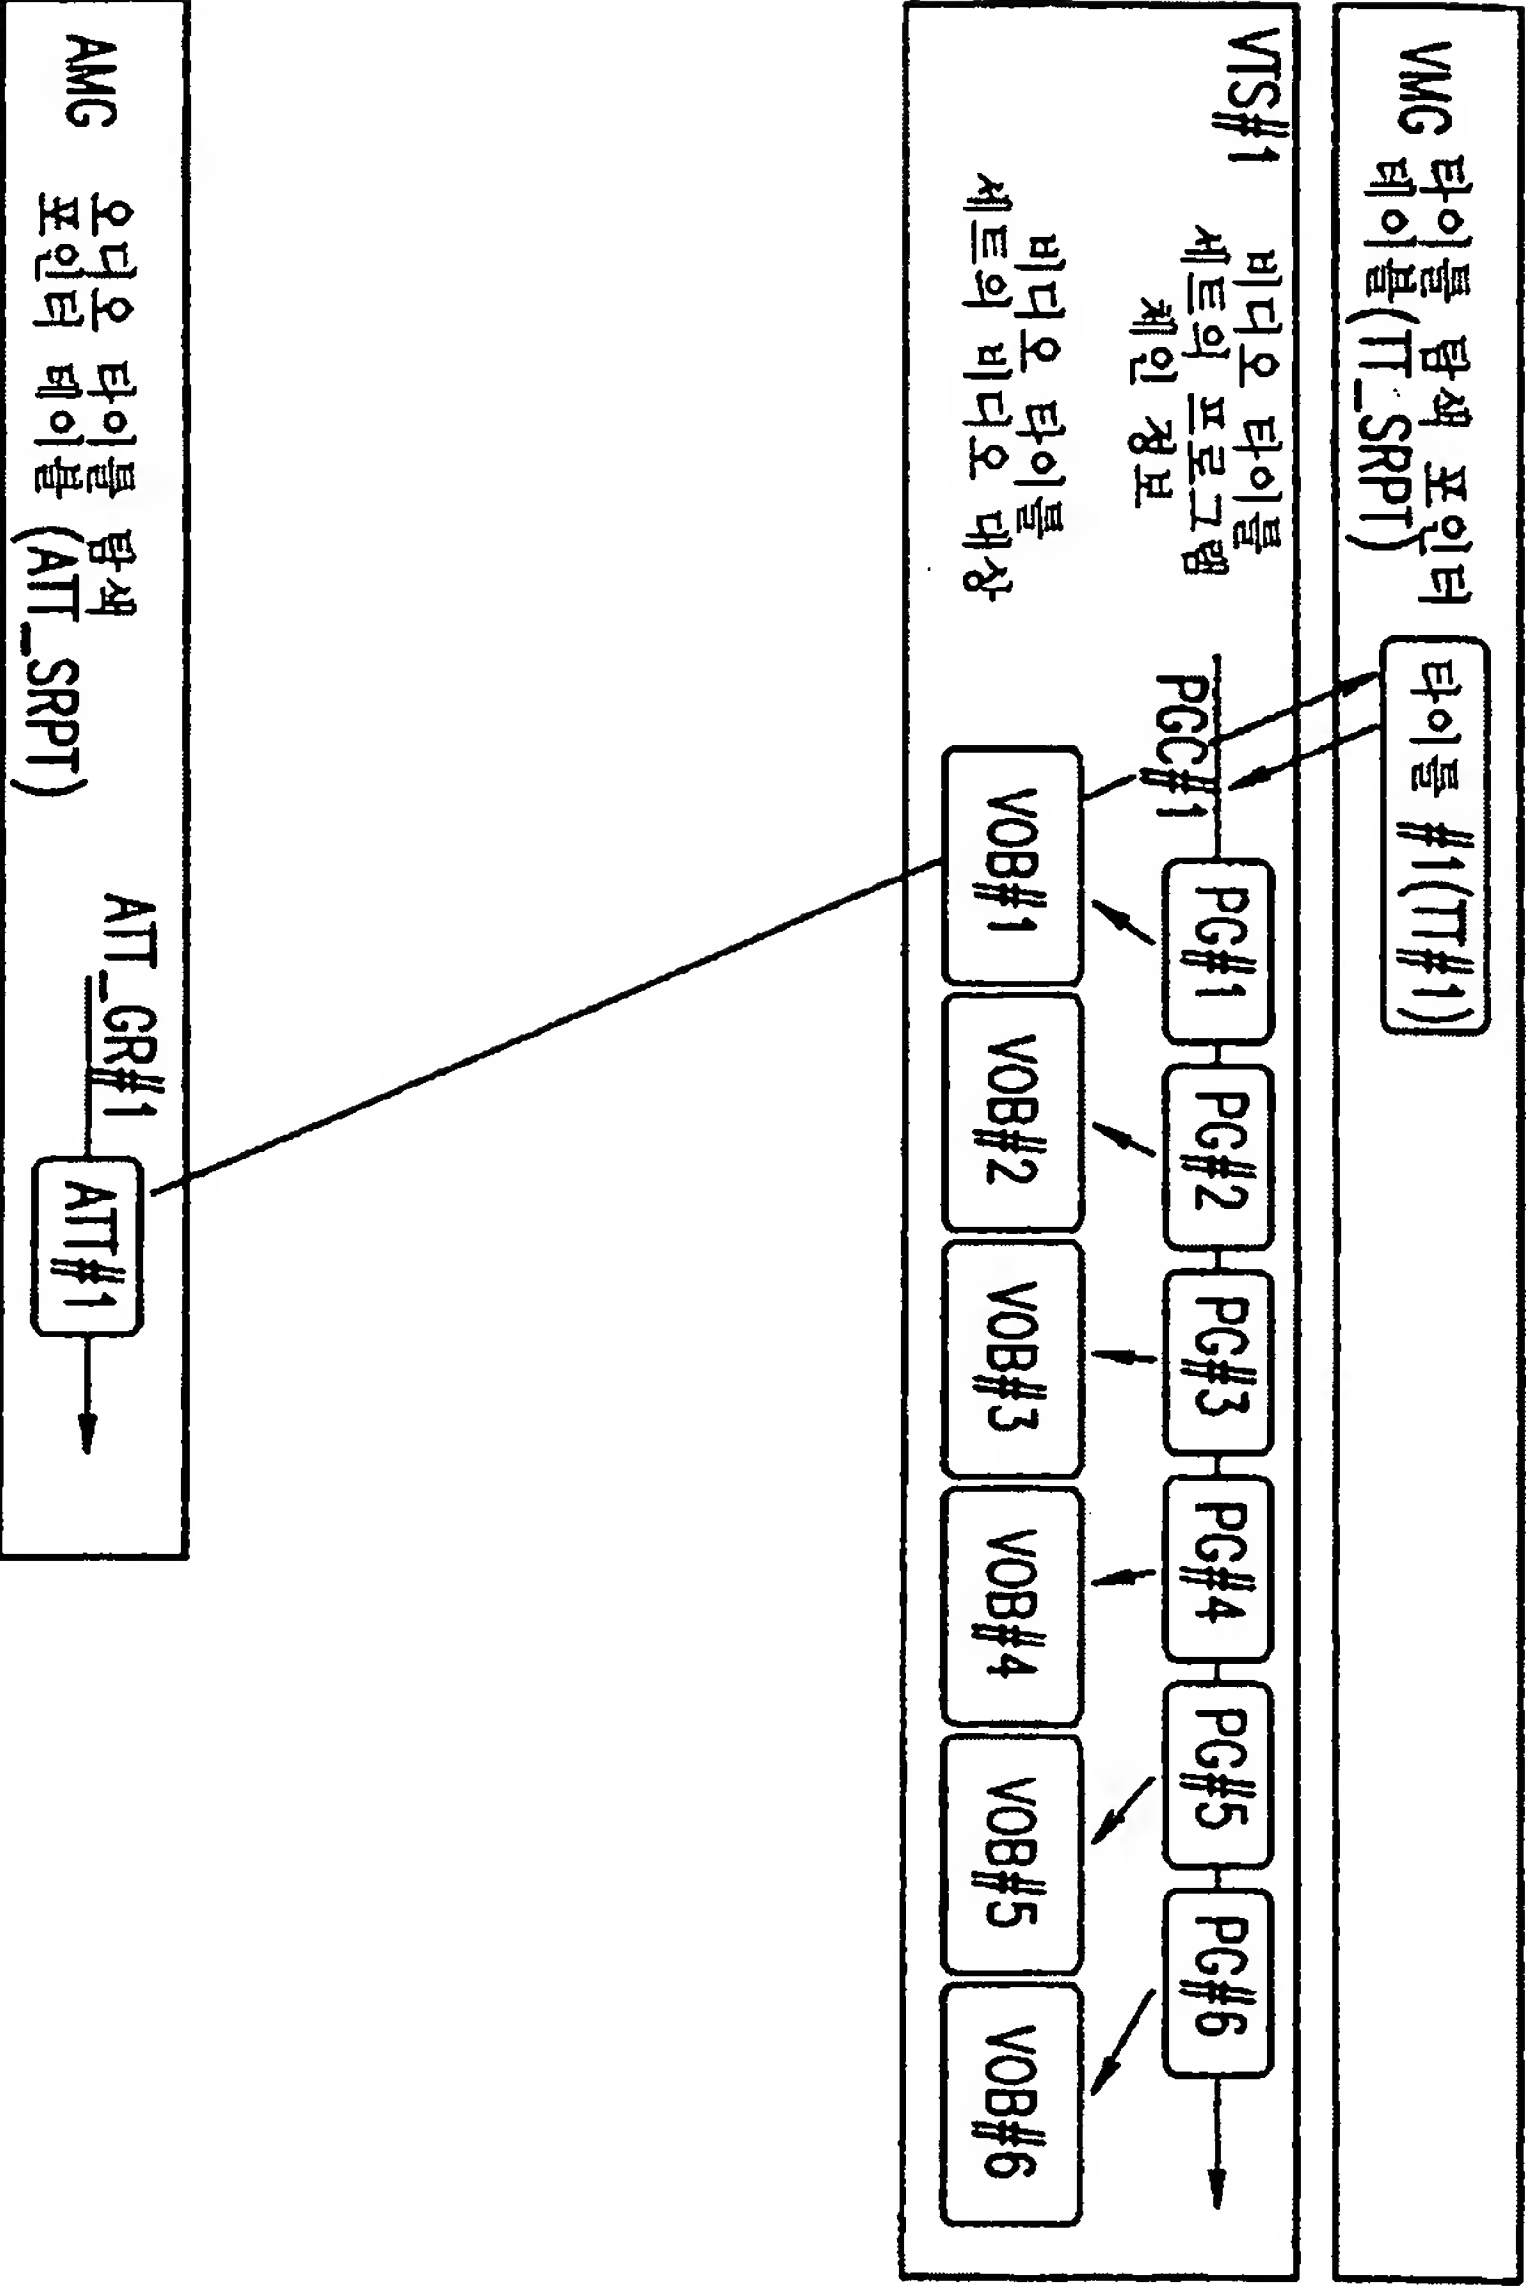 VMG
타이틀 탐색 포인터
테이블(TT_SRPT)
타이틀 #1(TT#1)
VTS#1
비디오 타이틀
세트의 프로그램
체인 정보
PGC#1
PG#1
PG#2
PG#3
PG#4
PG#5
PG#6
비디오 타이틀
세트의 비디오 대상
VOB#1
VOB#2
VOB#3
VOB#4
VOB#5
VOB#6
AMG
오디오 타이틀 탐색
포인터 테이블 (ATT_SRPT)
ATT_GR#1
ATT#1